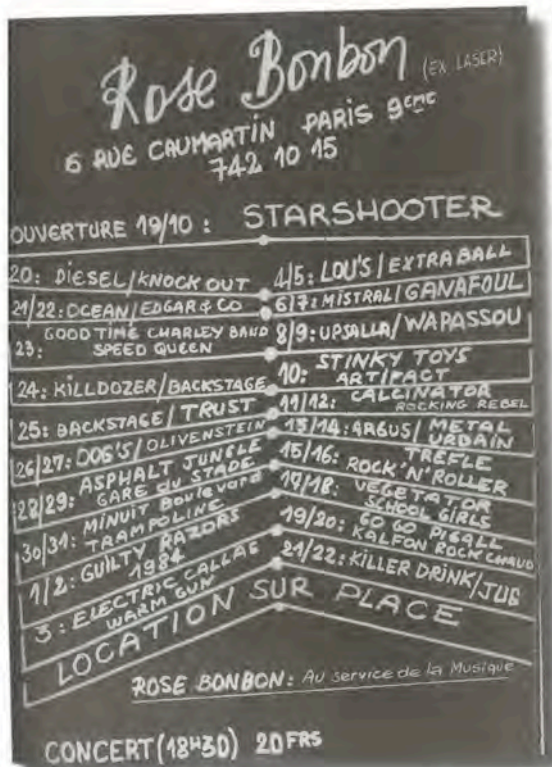 Rose Bonbon (EX LASER)
6 RUE CAUMARTIN PARIS 9eme
742 10 15
OUVERTURE 19/10 : STARSHOOTER
20: DIESEL/KNOCK OUT
21/22: OCEAN/EDGAR & CO
23: GOOD TIME CHARLEY BAND
SPEED QUEEN
24: KILLDOZER/BACKSTAGE
25: BACKSTAGE/TRUST
26/27: DOG'S/OLIVENSTEIN
28/29: ASPHALT JUNGLE
GARE du STADE
30/31: MINUIT Boulevard
TRAMPOLINE
1/2: GUILTY RAZORS
1984
3: ELECTRIC CALLAS
WARM GUN
4/5: LOU'S/EXTRABALL
6/7: MISTRAL/GANAFOUL
8/9: UPSALLA/WAPASSOU
10: STINKY TOYS
ARTIFACT
11/12: CALCINATOR
ROCKING REBEL
13/14: ARGUS/METAL
URBAIN
15/16: TREFLE
ROCK'N'ROLLER
17/18: VEGETATOR
SCHOOL GIRLS
19/20: GO GO PIGALL
KALFON ROCK CHAUD
21/22: KILLER DRINK/JUG
LOCATION SUR PLACE
ROSE BONBON: Au service de la Musique
CONCERT (18H30) 20 FRS